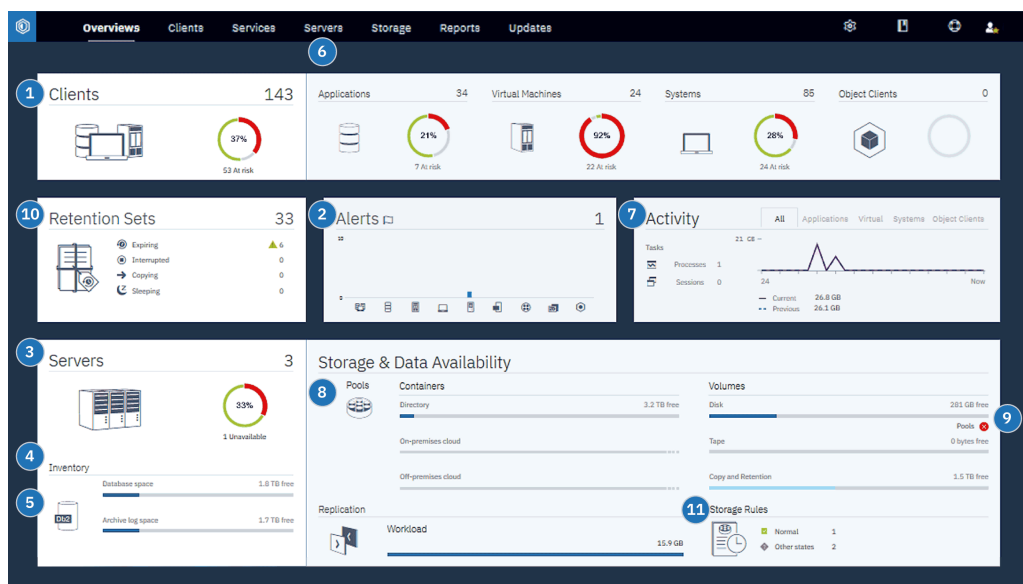 Overviews Clients Services Servers Storage Reports Updates
6
1 Clients 143
37%
53 At risk
Applications 34
21%
7 At risk
Virtual Machines 24
92%
22 At risk
Systems 85
28%
24 At risk
Object Clients 0
10 Retention Sets 33
Expiring 6
Interrupted 0
Copying 0
Sleeping 0
2 Alerts 1
10
0
7 Activity All Applications Virtual Systems Object Clients
Tasks
Processes 1
Sessions 0
21 GB
24 Now
Current 26.8 GB
Previous 26.1 GB
3 Servers 3
33%
1 Unavailable
4 Inventory
Database space 1.8 TB free
5 Db2
Archive log space 1.7 TB free
Storage & Data Availability
8 Pools
Containers
Directory 3.2 TB free
On-premises cloud
Off-premises cloud
Volumes
Disk 281 GB free
Pools 9
Tape 0 bytes free
Copy and Retention 1.5 TB free
Replication
Workload
15.9 GB
11 Storage Rules
Normal 1
Other states 2